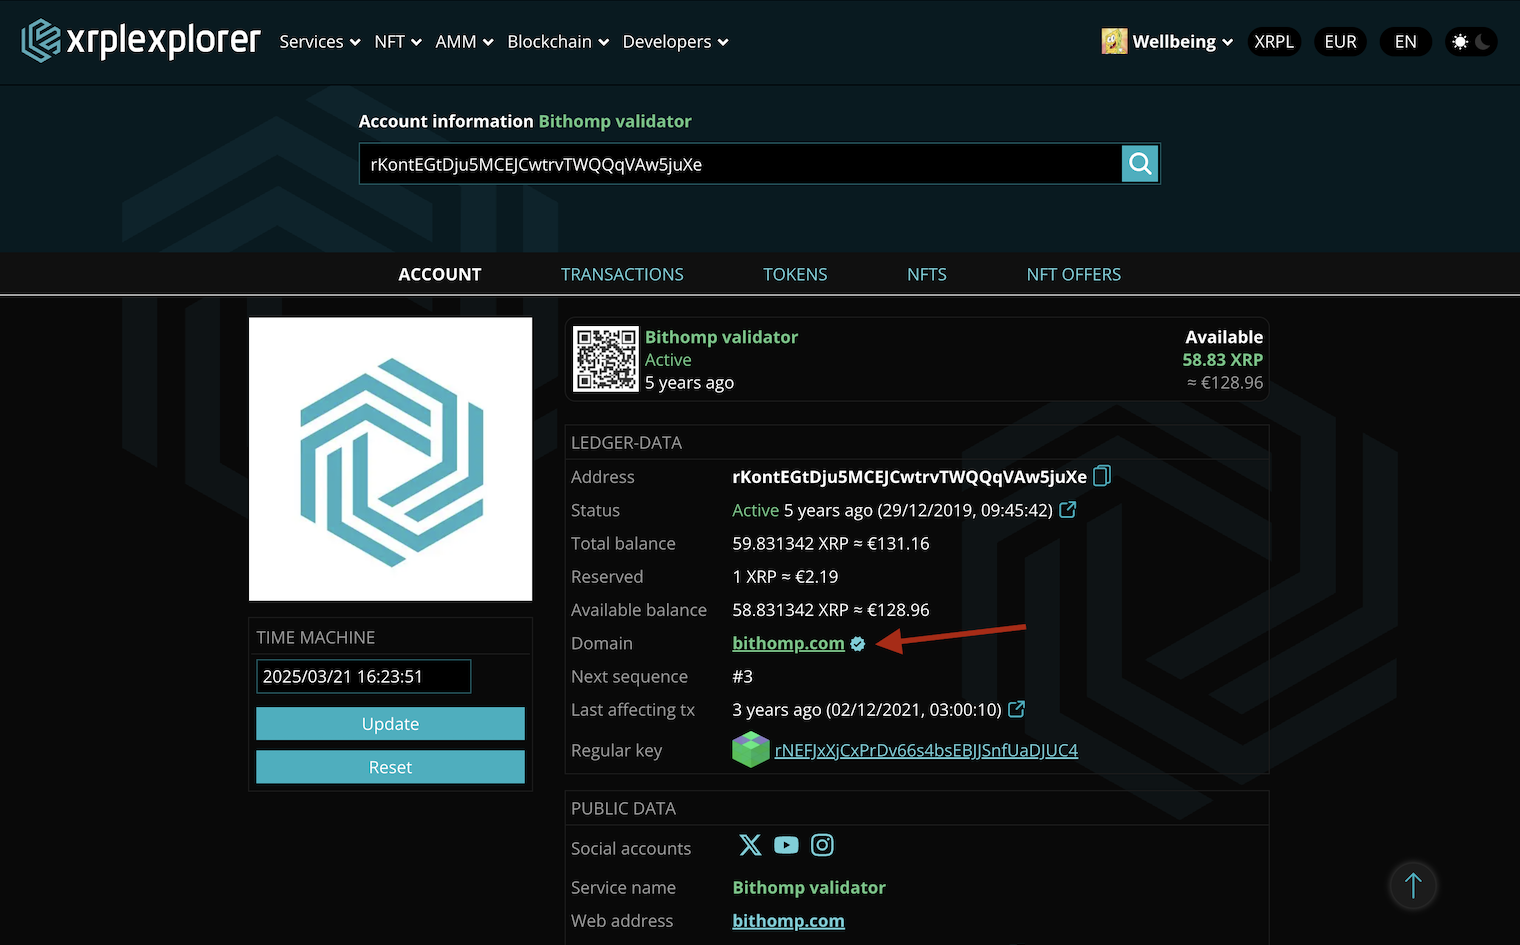 xrplexplorer Services NFT AMM Blockchain Developers Wellbeing XRPL EUR EN
Account information Bithomp validator
rKontEGtDju5MCEJCwtrvTWQQqVAw5juXe
ACCOUNT TRANSACTIONS TOKENS NFTS NFT OFFERS
Bithomp validator Available
Active 58.83 XRP
5 years ago ≈ €128.96
LEDGER-DATA
Address rKontEGtDju5MCEJCwtrvTWQQqVAw5juXe
Status Active 5 years ago (29/12/2019, 09:45:42)
Total balance 59.831342 XRP ≈ €131.16
Reserved 1 XRP ≈ €2.19
Available balance 58.831342 XRP ≈ €128.96
Domain bithomp.com
Next sequence #3
Last affecting tx 3 years ago (02/12/2021, 03:00:10)
Regular key rNEFJxXjCxPrDv66s4bsEBJJSnfUaDJUC4
TIME MACHINE
2025/03/21 16:23:51
Update
Reset
PUBLIC DATA
Social accounts
Service name Bithomp validator
Web address bithomp.com